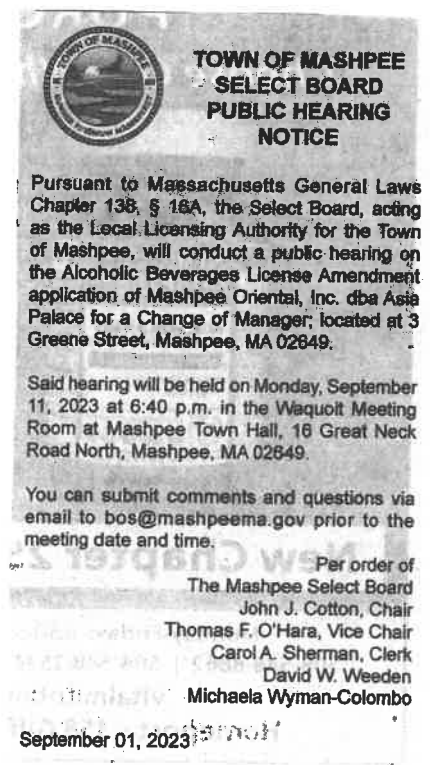 TOWN OF MASHPEE
TOWN OF MASHPEE
SELECT BOARD
PUBLIC HEARING
NOTICE
Pursuant to Massachusetts General Laws
Chapter 138, § 16A, the Select Board, acting
as the Local Licensing Authority for the Town
of Mashpee, will conduct a public hearing on
the Alcoholic Beverages License Amendment
application of Mashpee Oriental, Inc. dba Asia
Palace for a Change of Manager; located at 3
Greene Street, Mashpee, MA 02649.
Said hearing will be held on Monday, September
11, 2023 at 6:40 p.m. in the Waquoit Meeting
Room at Mashpee Town Hall, 16 Great Neck
Road North, Mashpee, MA 02649.
You can submit comments and questions via
email to bos@mashpeema.gov prior to the
meeting date and time.
Per order of
The Mashpee Select Board
John J. Cotton, Chair
Thomas F. O'Hara, Vice Chair
Carol A. Sherman, Clerk
David W. Weeden
Michaela Wyman-Colombo
September 01, 2023